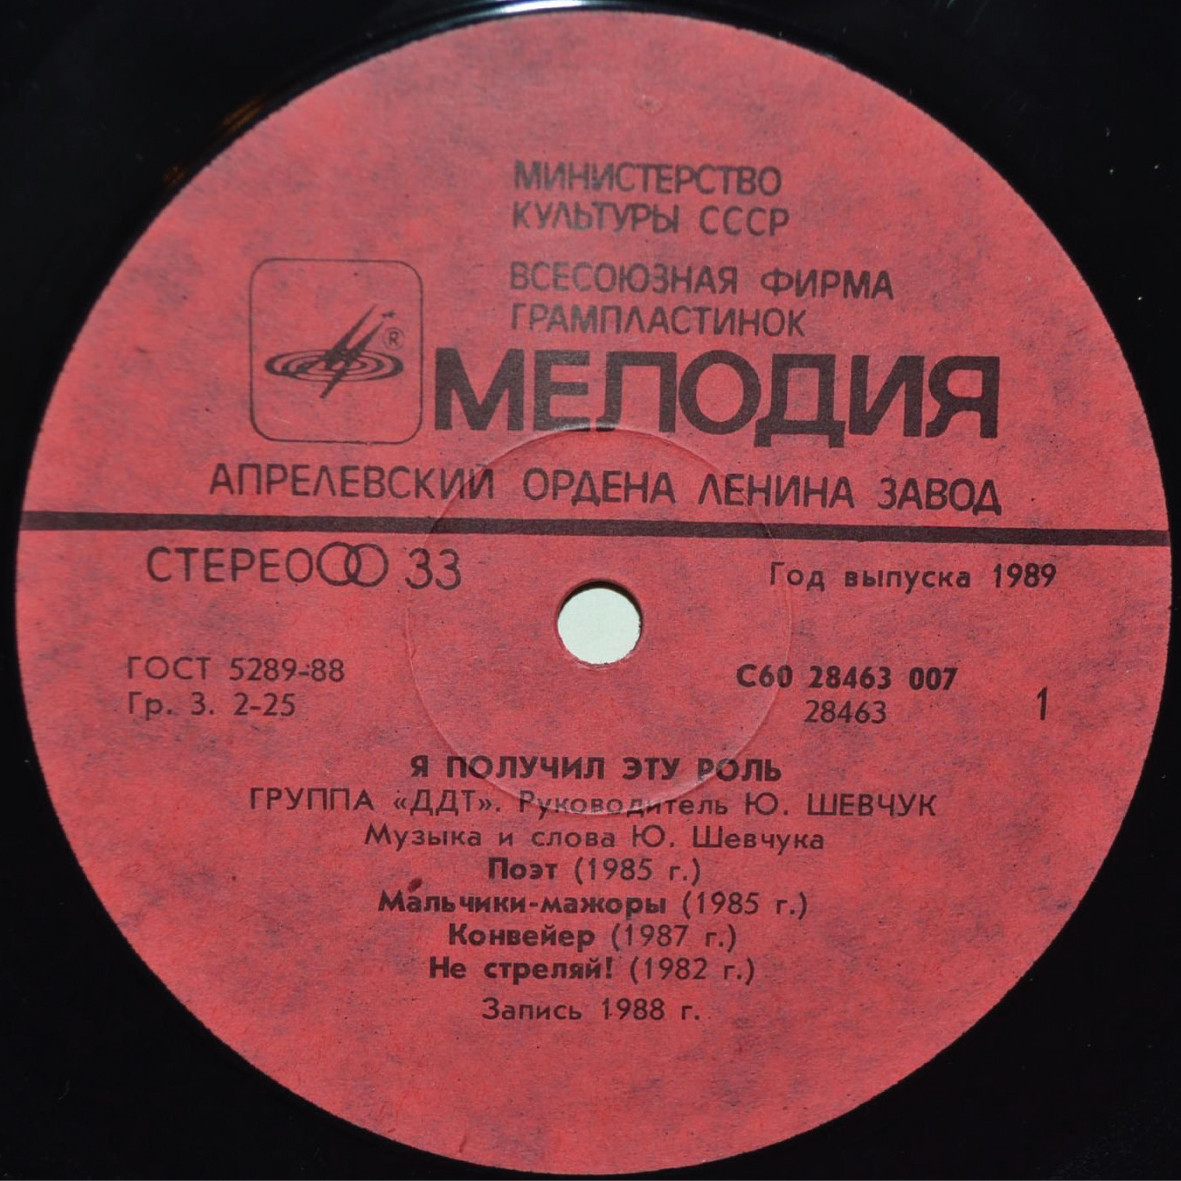 МИНИСТЕРСТВО
КУЛЬТУРЫ СССР
ВСЕСОЮЗНАЯ ФИРМА
ГРАМПЛАСТИНОК
®
МЕЛОДИЯ
АПРЕЛЕВСКИЙ ОРДЕНА ЛЕНИНА ЗАВОД
СТЕРЕО 33
Год выпуска 1989
ГОСТ 5289-88
Гр. 3. 2-25
С60 28463 007
28463
1
Я ПОЛУЧИЛ ЭТУ РОЛЬ
ГРУППА «ДДТ». Руководитель Ю. ШЕВЧУК
Музыка и слова Ю. Шевчука
Поэт (1985 г.)
Мальчики-мажоры (1985 г.)
Конвейер (1987 г.)
Не стреляй! (1982 г.)
Запись 1988 г.